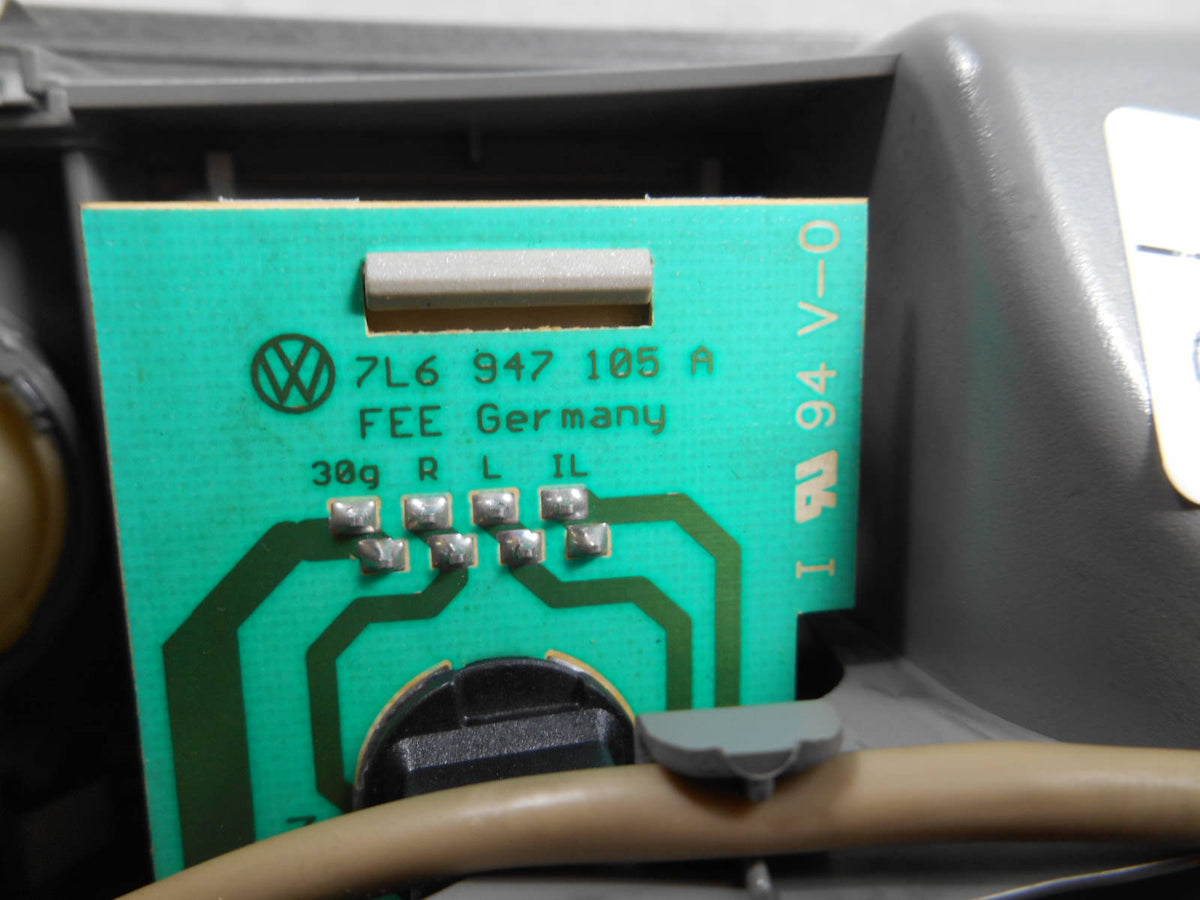 7L6 947 105 A
FEE Germany
30g R L IL
I 94 V-0